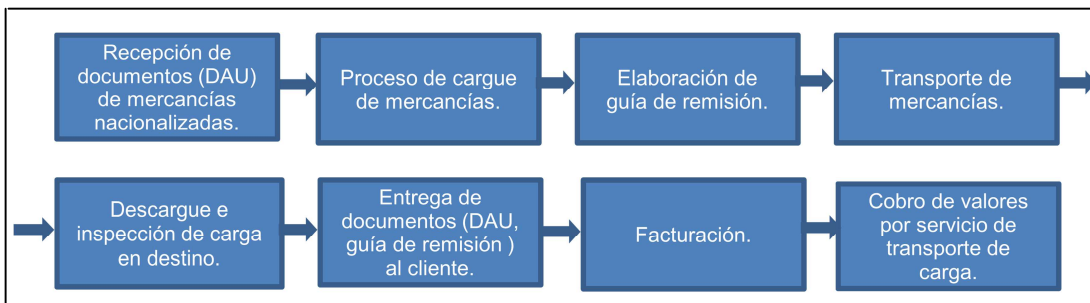 Recepción de
documentos (DAU)
de mercancías
nacionalizadas.
Proceso de cargue
de mercancías.
Elaboración de
guía de remisión.
Transporte de
mercancías.
Descargue e
inspección de carga
en destino.
Entrega de
documentos (DAU,
guía de remisión )
al cliente.
Facturación.
Cobro de valores
por servicio de
transporte de
carga.